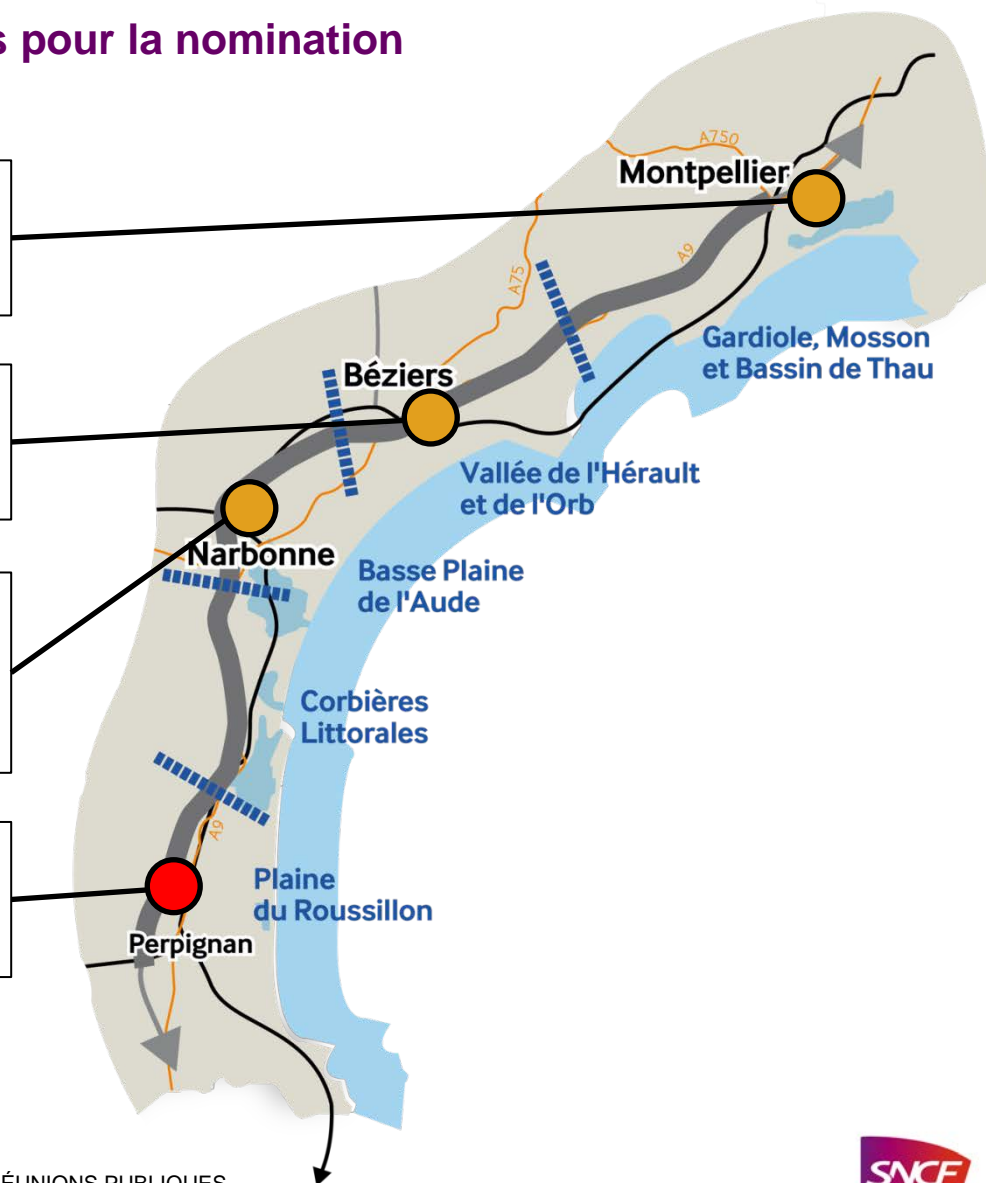 s pour la nomination
A750
Montpellier
A9
A75
Gardiole, Mosson
et Bassin de Thau
Béziers
Vallée de l'Hérault
et de l'Orb
Narbonne
Basse Plaine
de l'Aude
Corbières
Littorales
A9
Plaine
du Roussillon
Perpignan
ÉUNIONS PUBLIQUES
SNCF